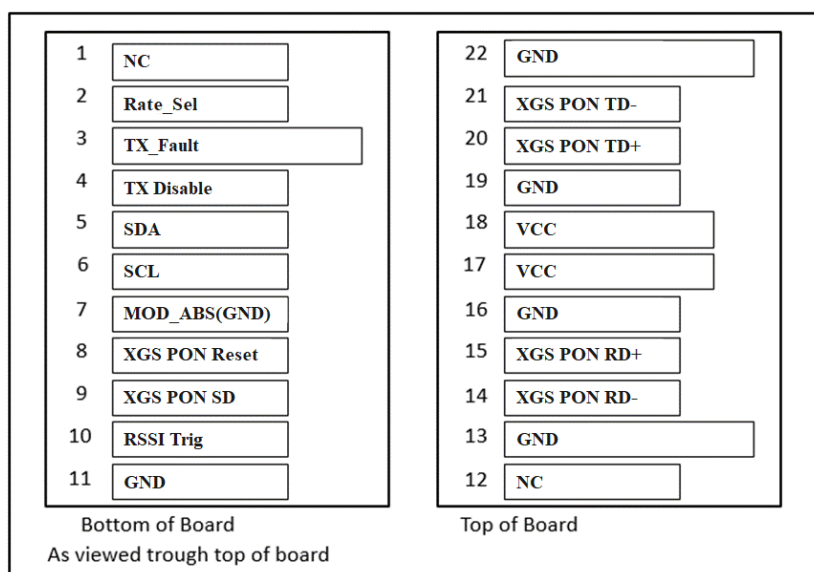 1 NC
2 Rate_Sel
3 TX_Fault
4 TX Disable
5 SDA
6 SCL
7 MOD_ABS(GND)
8 XGS PON Reset
9 XGS PON SD
10 RSSI Trig
11 GND
Bottom of Board
As viewed trough top of board
22 GND
21 XGS PON TD-
20 XGS PON TD+
19 GND
18 VCC
17 VCC
16 GND
15 XGS PON RD+
14 XGS PON RD-
13 GND
12 NC
Top of Board